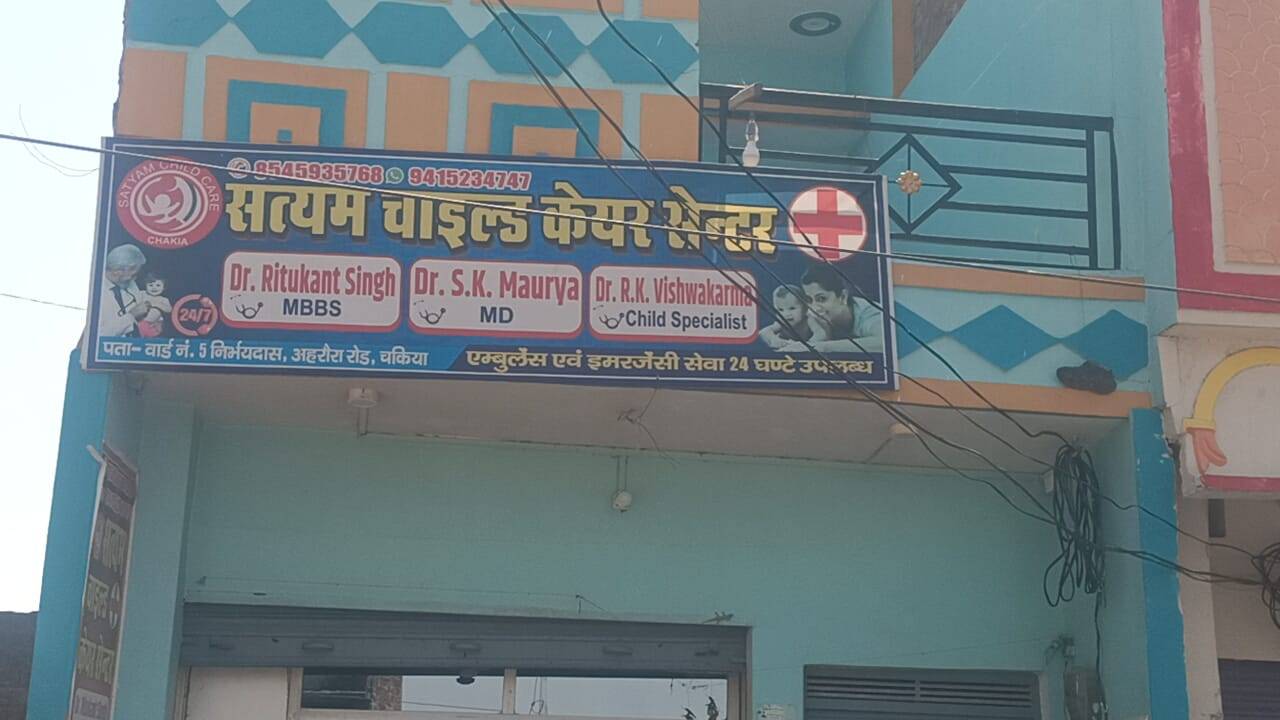 SATYAM CHILD CARE
CHAKIA
8545935768 9415234747
सत्यम चाइल्ड केयर सेन्टर
Dr. Ritukant Singh
MBBS
Dr. S.K. Maurya
MD
Dr. R.K. Vishwakarma
Child Specialist
24/7
पता- वार्ड नं. 5 निर्भयदास, अहरौरा रोड, चकिया
एम्बुलेंस एवं इमरजेंसी सेवा 24 घण्टे उपलब्ध